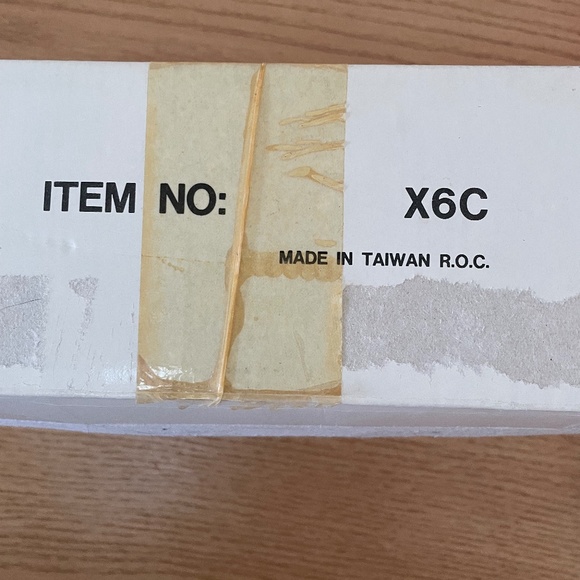 ITEM NO: X6C
MADE IN TAIWAN R.O.C.